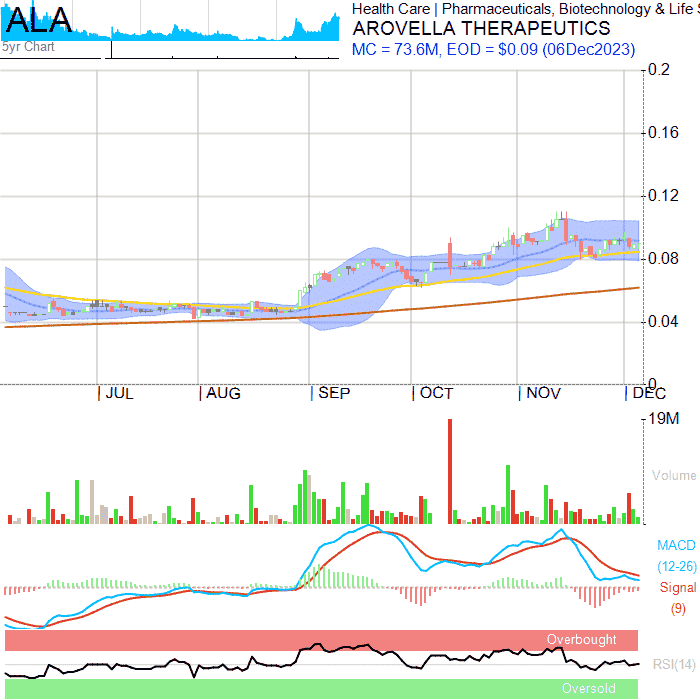 ALA
5yr Chart
Health Care | Pharmaceuticals, Biotechnology & Life S
AROVELLA THERAPEUTICS
MC = 73.6M, EOD = $0.09 (06Dec2023)
0.2
0.16
0.12
0.08
0.04
0
JUL AUG SEP OCT NOV DEC
19M
Volume
MACD
(12-26)
Signal
(9)
Overbought
RSI(14)
Oversold